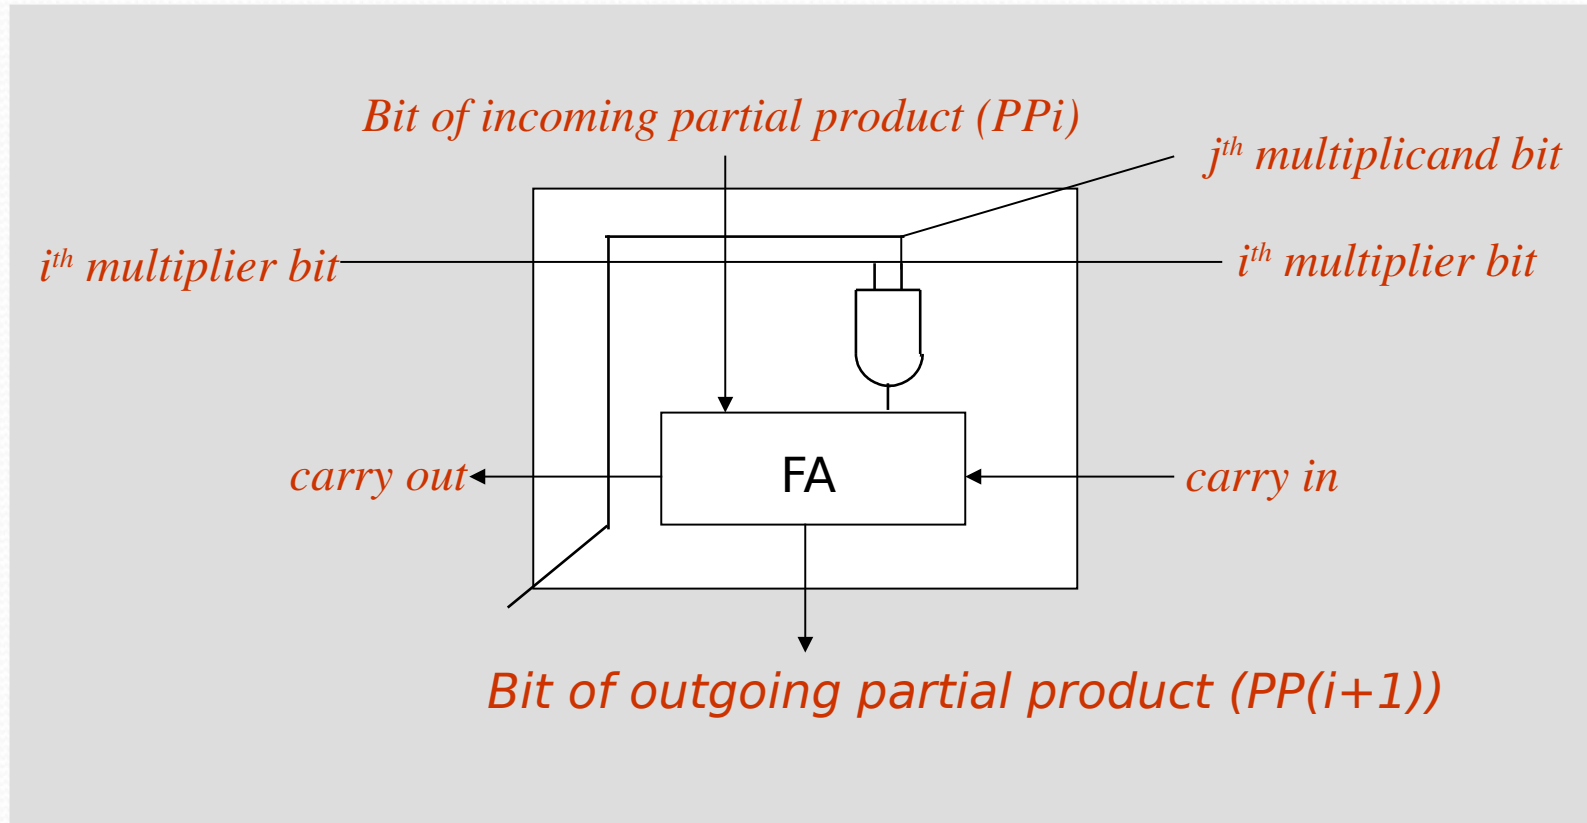 Bit of incoming partial product (PPi)
jth multiplicand bit
ith multiplier bit
ith multiplier bit
carry out
FA
carry in
Bit of outgoing partial product (PP(i+1))